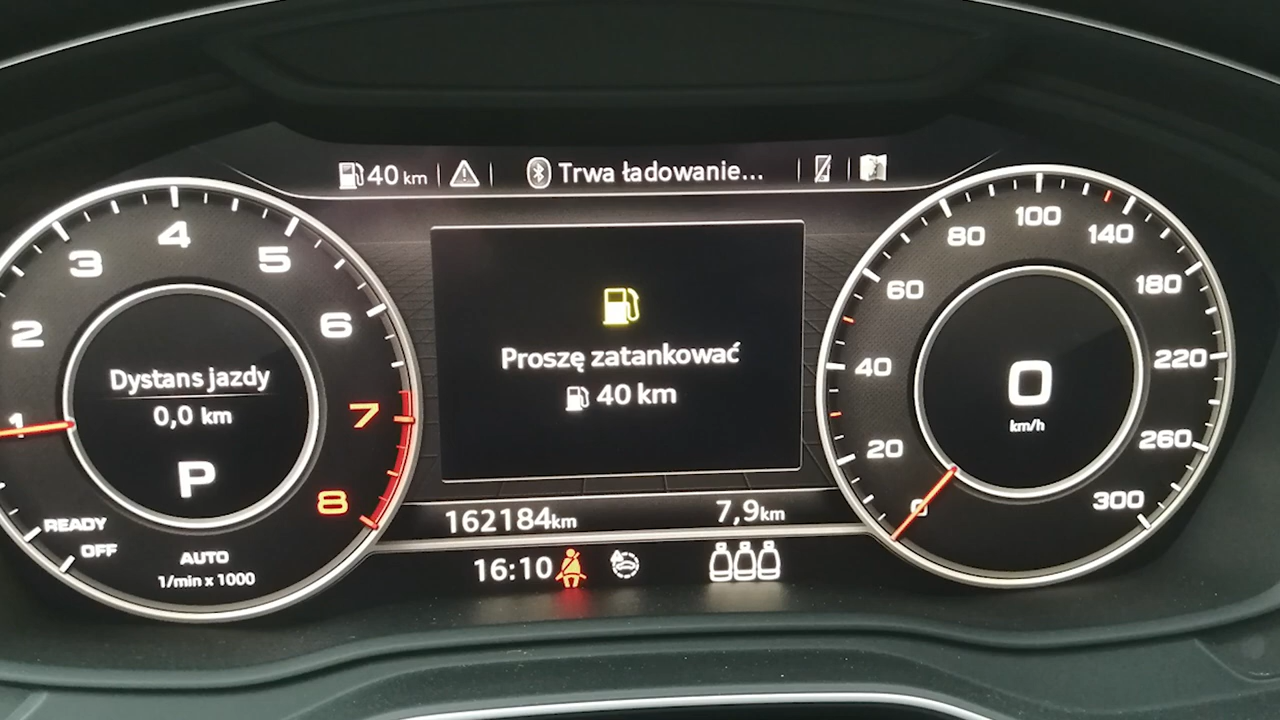 40 km
Trwa ładowanie...
1
2
3
4
5
6
7
8
Dystans jazdy
0,0 km
P
READY
OFF
AUTO
1/min x 1000
Proszę zatankować
40 km
162184km
7,9km
16:10
0
20
40
60
80
100
140
180
220
260
300
0
km/h